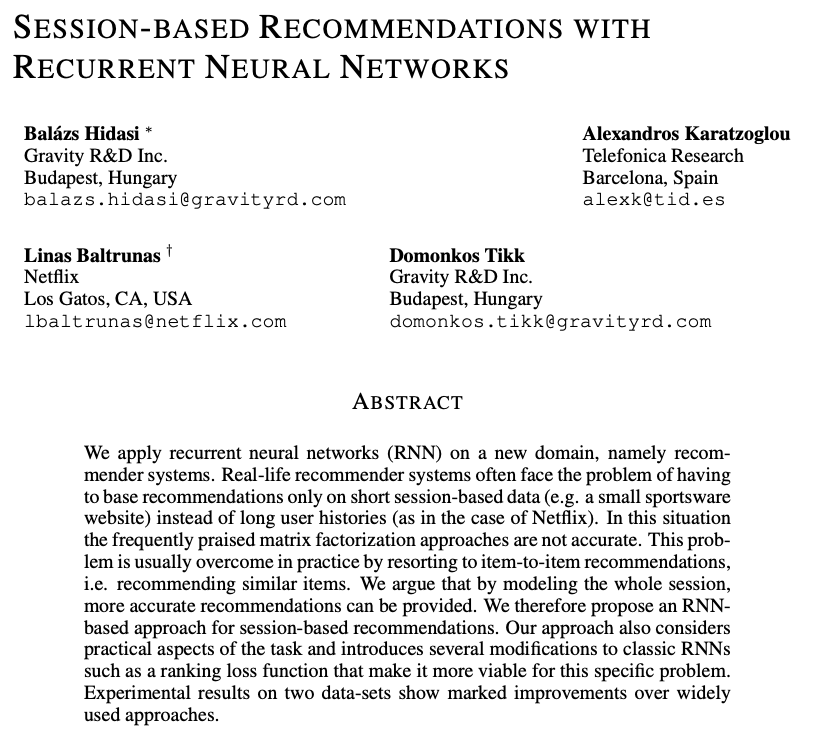 SESSION-BASED RECOMMENDATIONS WITH
RECURRENT NEURAL NETWORKS
Balázs Hidasi *
Gravity R&D Inc.
Budapest, Hungary
balazs.hidasi@gravityrd.com
Alexandros Karatzoglou
Telefonica Research
Barcelona, Spain
alexk@tid.es
Linas Baltrunas †
Netflix
Los Gatos, CA, USA
lbaltrunas@netflix.com
Domonkos Tikk
Gravity R&D Inc.
Budapest, Hungary
domonkos.tikk@gravityrd.com
ABSTRACT
We apply recurrent neural networks (RNN) on a new domain, namely recom-
mender systems. Real-life recommender systems often face the problem of having
to base recommendations only on short session-based data (e.g. a small sportsware
website) instead of long user histories (as in the case of Netflix). In this situation
the frequently praised matrix factorization approaches are not accurate. This prob-
lem is usually overcome in practice by resorting to item-to-item recommendations,
i.e. recommending similar items. We argue that by modeling the whole session,
more accurate recommendations can be provided. We therefore propose an RNN-
based approach for session-based recommendations. Our approach also considers
practical aspects of the task and introduces several modifications to classic RNNs
such as a ranking loss function that make it more viable for this specific problem.
Experimental results on two data-sets show marked improvements over widely
used approaches.